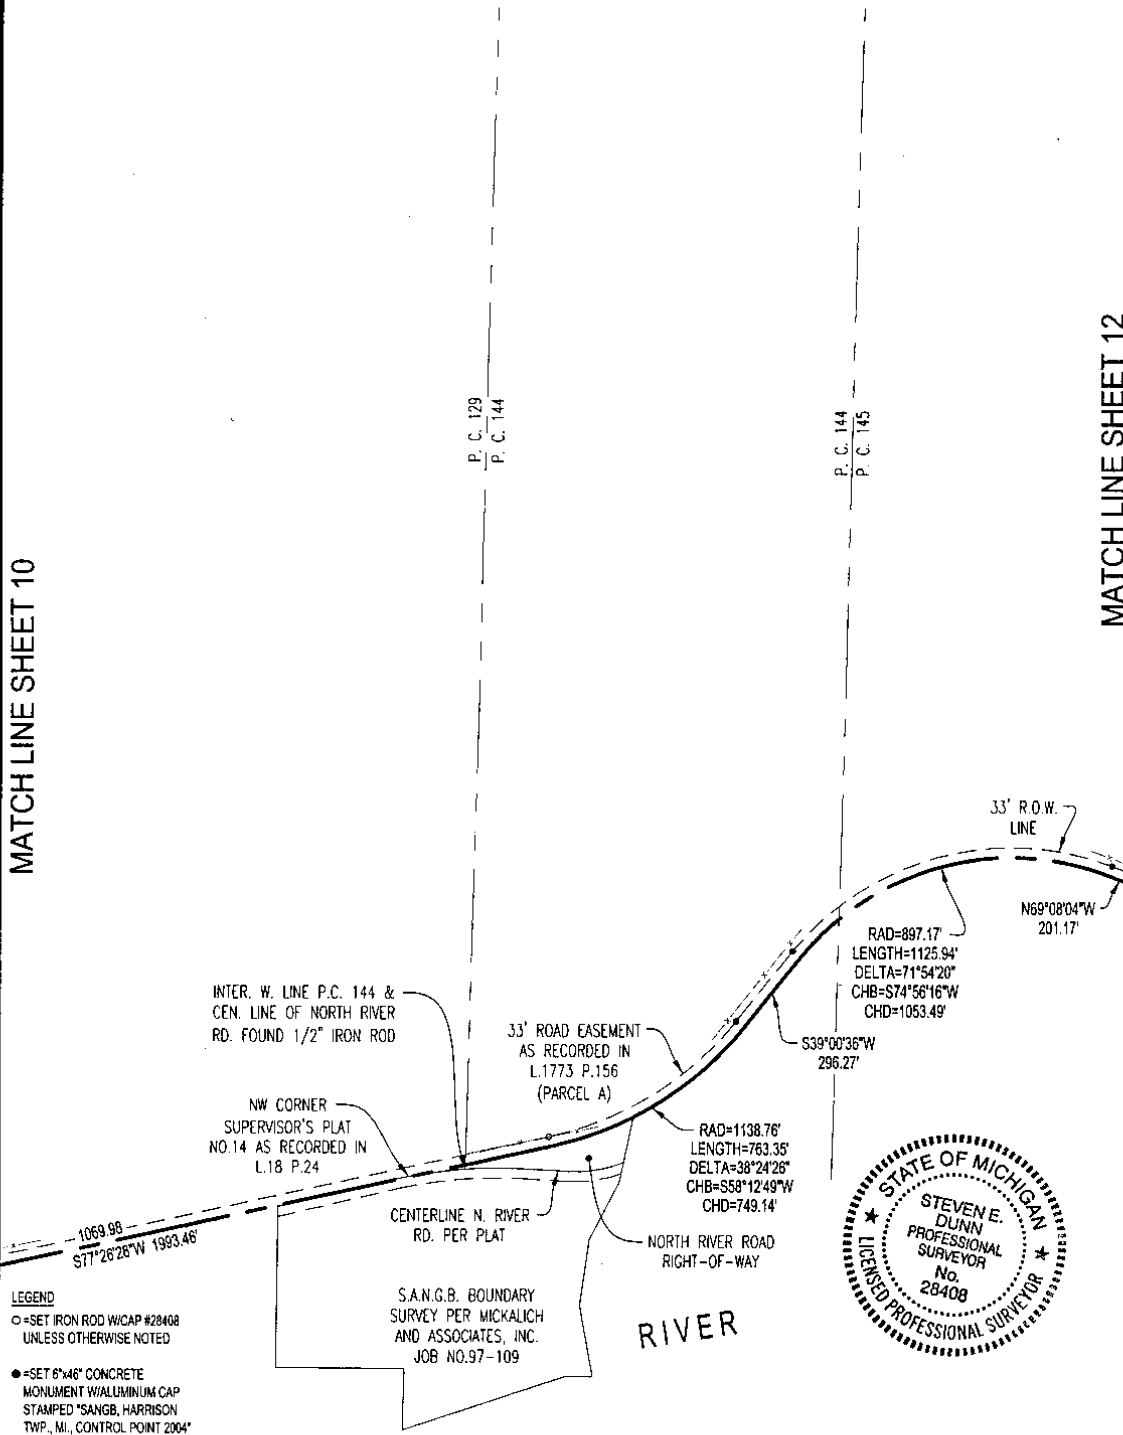 MATCH LINE SHEET 10
MATCH LINE SHEET 12
P. C. 129
P. C. 144
P. C. 144
P. C. 145
33' R.O.W.
LINE
N69°08'04"W
201.17'
RAD=897.17'
LENGTH=1125.94'
DELTA=71°54'20"
CHB=S74°56'16"W
CHD=1053.49'
S39°00'36"W
296.27'
INTER. W. LINE P.C. 144 &
CEN. LINE OF NORTH RIVER
RD. FOUND 1/2" IRON ROD
33' ROAD EASEMENT
AS RECORDED IN
L.1773 P.156
(PARCEL A)
NW CORNER
SUPERVISOR'S PLAT
NO.14 AS RECORDED IN
L.18 P.24
RAD=1138.76'
LENGTH=763.35'
DELTA=38°24'26"
CHB=S58°12'49"W
CHD=749.14'
1069.98
S77°26'28"W 1993.46'
CENTERLINE N. RIVER
RD. PER PLAT
NORTH RIVER ROAD
RIGHT-OF-WAY
S.A.N.G.B. BOUNDARY
SURVEY PER MICKALICH
AND ASSOCIATES, INC.
JOB NO.97-109
RIVER
STATE OF MICHIGAN
STEVEN E.
DUNN
PROFESSIONAL
SURVEYOR
No.
28408
LICENSED PROFESSIONAL SURVEYOR
LEGEND
=SET IRON ROD W/CAP #28408
UNLESS OTHERWISE NOTED
=SET 6"x46" CONCRETE
MONUMENT W/ALUMINUM CAP
STAMPED "SANGB, HARRISON
TWP., MI., CONTROL POINT 2004"